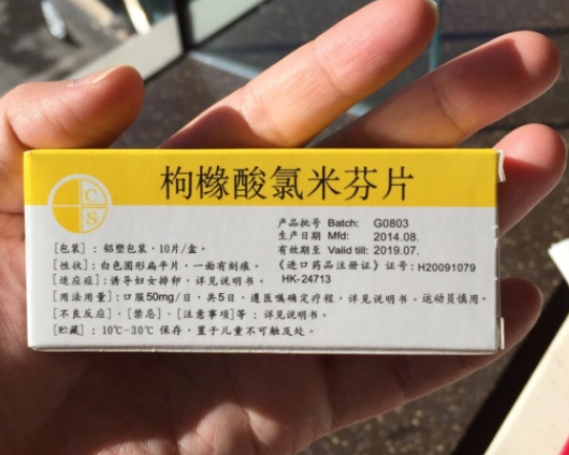 枸橼酸氯米芬片
C
S
产品批号 Batch: G0803
生产日期 Mfd: 2014.08.
有效期至 Valid till: 2019.07.
[包装]：铝塑包装，10片/盒。
[性状]：白色圆形扁平片，一面有刻痕。 《进口药品注册证》证号：H20091079
[适应症]：诱导妇女排卵，详见说明书。 HK-24713
[用法用量]：口服50mg/日，共5日，遵医嘱确定疗程，详见说明书。运动员慎用。
[不良反应]、[禁忌]、[注意事项]等：详见说明书。
[贮藏]：10℃-30℃ 保存，置于儿童不可触及处。